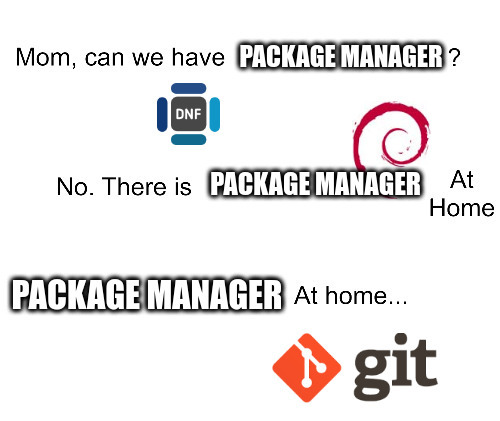 Mom, can we have PACKAGE MANAGER ?
DNF
No. There is PACKAGE MANAGER At Home
PACKAGE MANAGER At home...
git